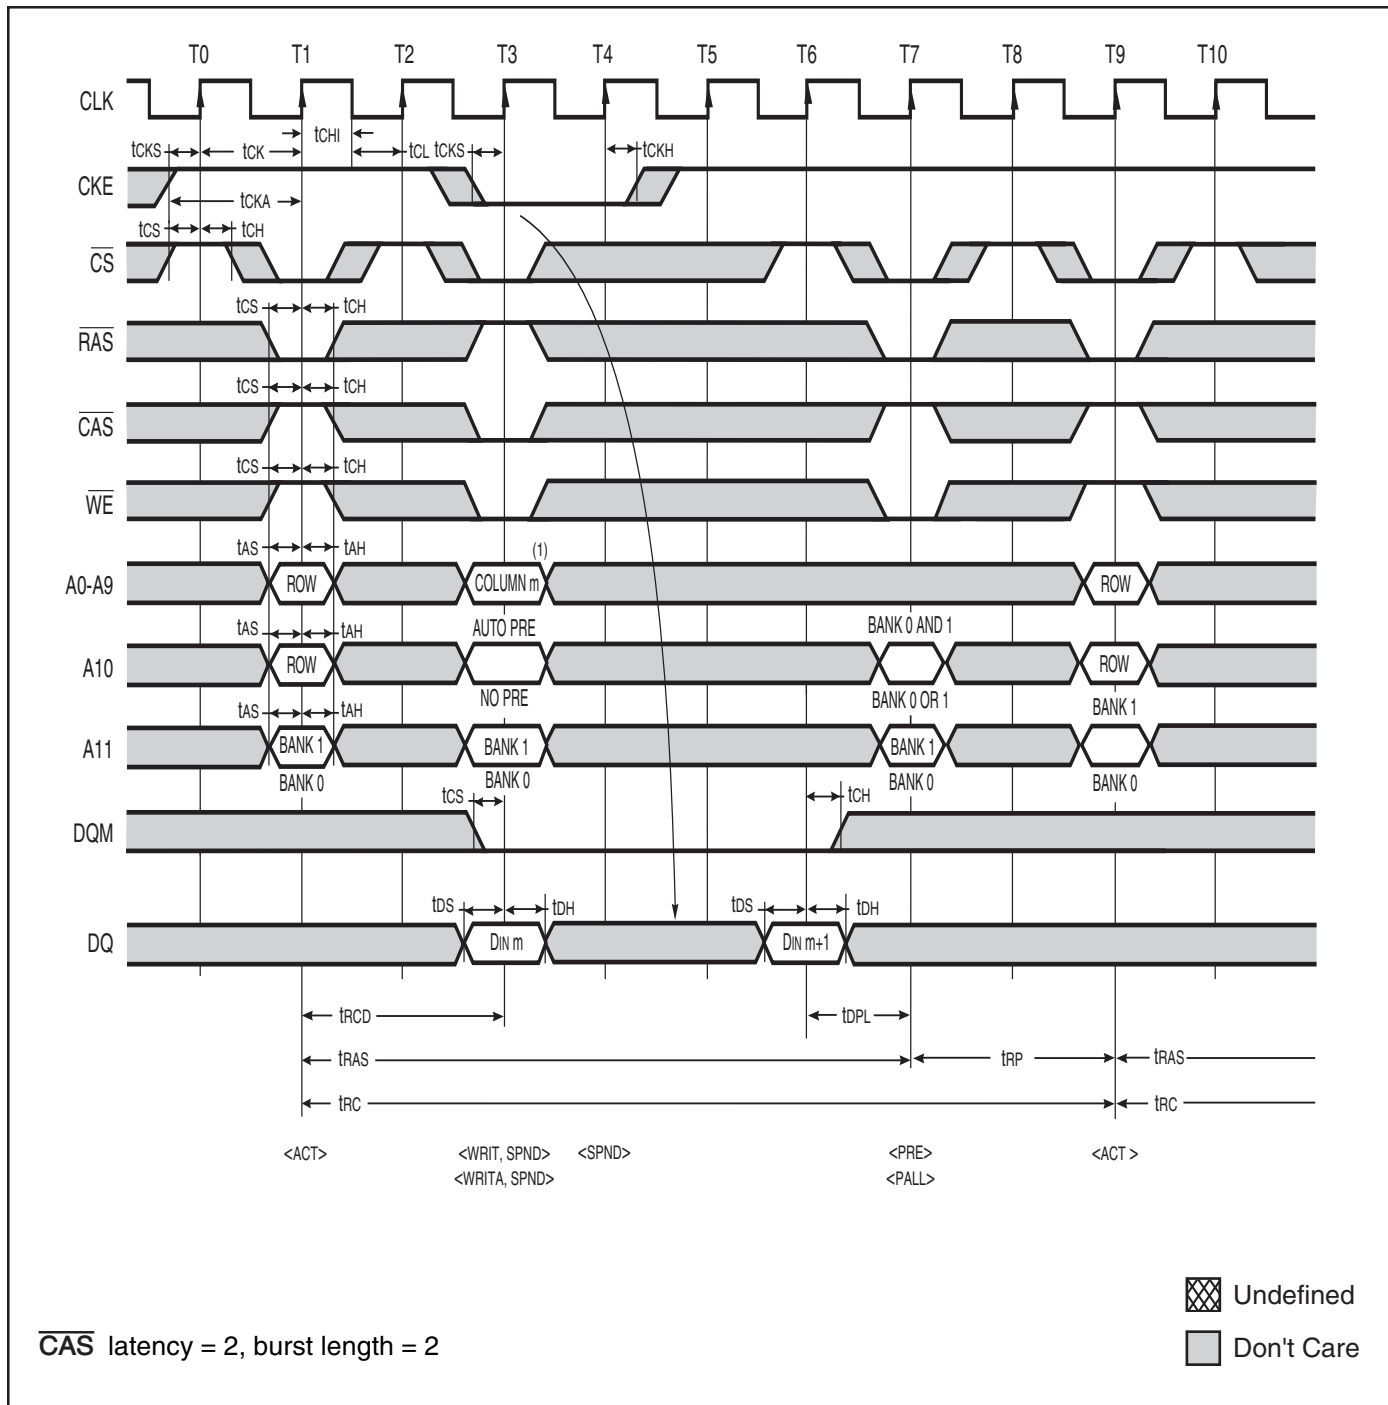 T0 T1 T2 T3 T4 T5 T6 T7 T8 T9 T10
CLK
tCHI
tCKS tCK tCL tCKS tCKH
CKE
tCKA
tCS tCH
CS
tCS tCH
RAS
tCS tCH
CAS
tCS tCH
WE
tAS tAH (1)
A0-A9 ROW COLUMN m ROW
tAS tAH AUTO PRE BANK 0 AND 1
A10 ROW ROW
tAS tAH NO PRE BANK 0 OR 1 BANK 1
A11 BANK 1 BANK 1 BANK 1
BANK 0 BANK 0 BANK 0 BANK 0
tCS tCH
DQM
tDS tDH tDS tDH
DQ DIN m DIN m+1
tRCD tDPL
tRAS tRP tRAS
tRC tRC
<ACT> <WRIT, SPND> <SPND> <PRE> <ACT >
<WRITA, SPND> <PALL>
Undefined
CAS latency = 2, burst length = 2
Don't Care